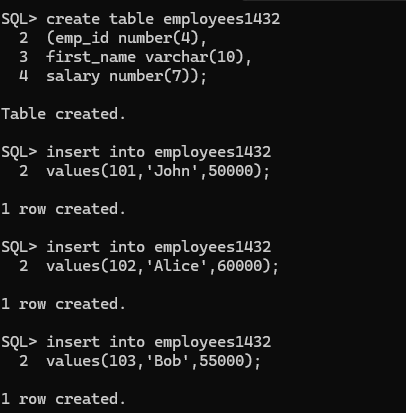 SQL> create table employees1432
  2  (emp_id number(4),
  3  first_name varchar(10),
  4  salary number(7));
Table created.
SQL> insert into employees1432
  2  values(101,'John',50000);
1 row created.
SQL> insert into employees1432
  2  values(102,'Alice',60000);
1 row created.
SQL> insert into employees1432
  2  values(103,'Bob',55000);
1 row created.